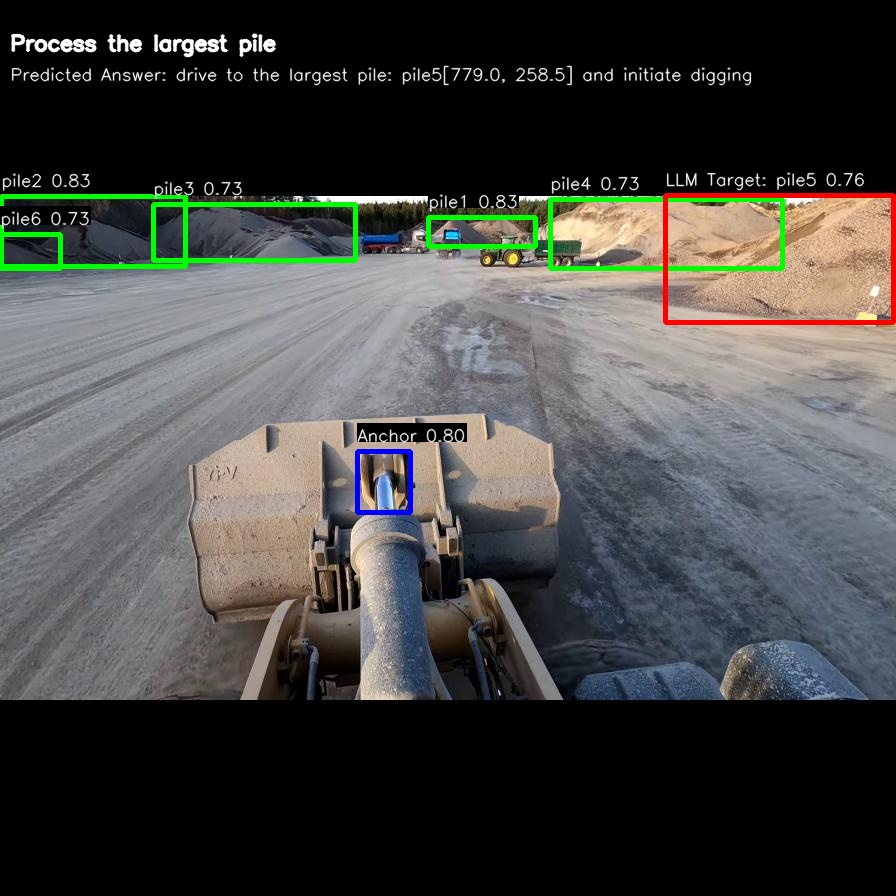 Process the largest pile
Predicted Answer: drive to the largest pile: pile5[779.0, 258.5] and initiate digging
pile2 0.83
pile3 0.73
pile4 0.73
LLM Target: pile5 0.76
pile6 0.73
pile1 0.83
Anchor 0.80